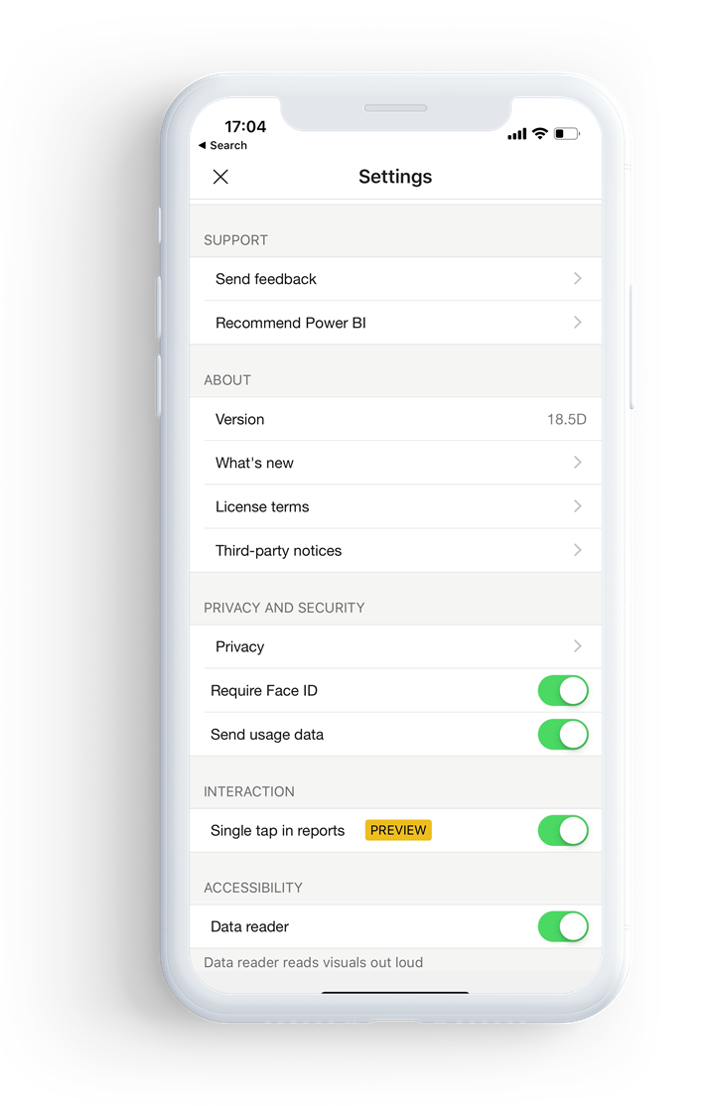 17:04
◀ Search
Settings
SUPPORT
Send feedback
Recommend Power BI
ABOUT
Version 18.5D
What's new
License terms
Third-party notices
PRIVACY AND SECURITY
Privacy
Require Face ID
Send usage data
INTERACTION
Single tap in reports PREVIEW
ACCESSIBILITY
Data reader
Data reader reads visuals out loud